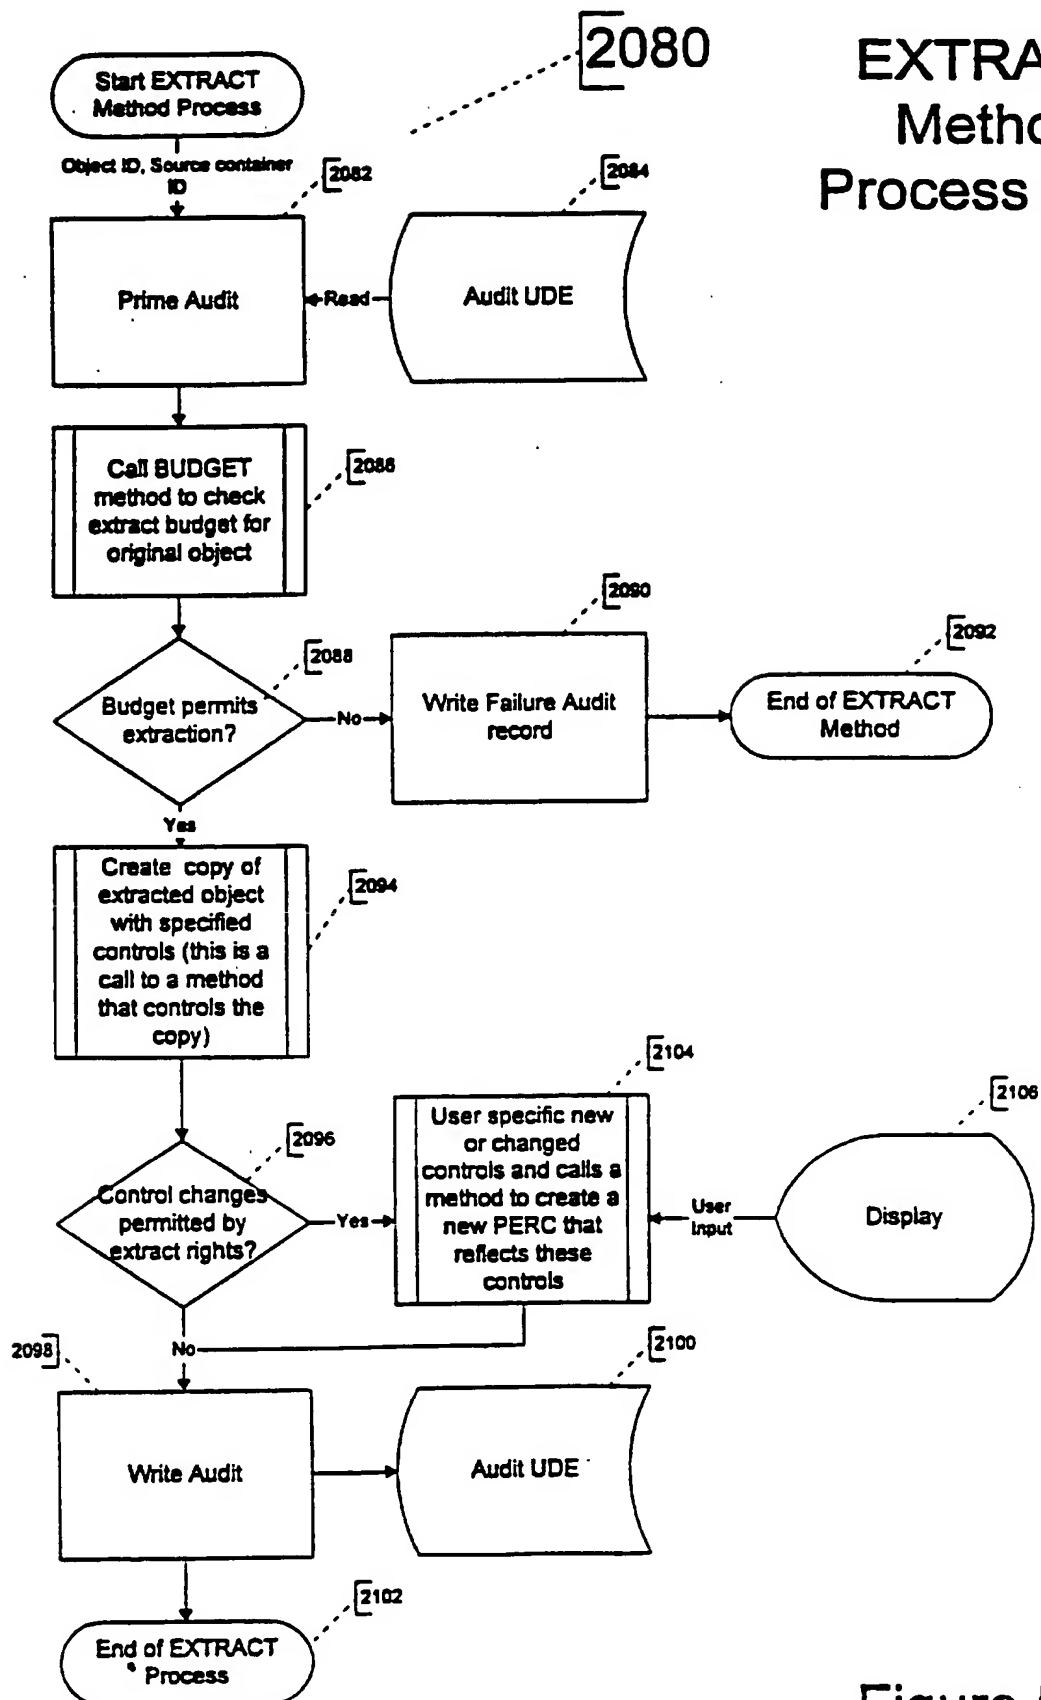 2080
EXTRA
Metho
Process
Start EXTRACT
Method Process
Object ID, Source container
ID
2082
2084
Prime Audit
Read
Audit UDE
Call BUDGET
method to check
extract budget for
original object
2086
2088
Budget permits
extraction?
No
2090
Write Failure Audit
record
2092
End of EXTRACT
Method
Yes
Create copy of
extracted object
with specified
controls (this is a
call to a method
that controls the
copy)
2094
2096
Control changes
permitted by
extract rights?
Yes
2104
User specific new
or changed
controls and calls a
method to create a
new PERC that
reflects these
controls
User
Input
2106
Display
No
2098
Write Audit
2100
Audit UDE
2102
End of EXTRACT
Process
Figure